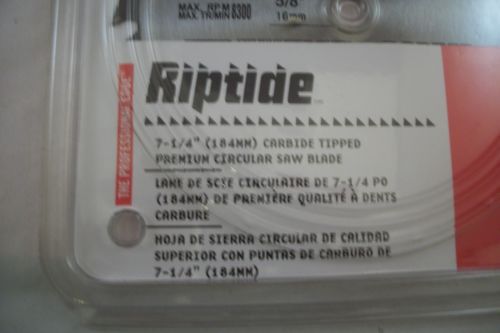 MAX. RPM 8300
MAX. TR/MIN 8300
5/8"
16mm
THE PROFESSIONAL EDGE
Riptide
7-1/4" (184MM) CARBIDE TIPPED
PREMIUM CIRCULAR SAW BLADE
LAME DE SCIE CIRCULAIRE DE 7-1/4 PO
(184MM) DE PREMIÈRE QUALITÉ À DENTS
CARBURE
HOJA DE SIERRA CIRCULAR DE CALIDAD
SUPERIOR CON PUNTAS DE CARBURO DE
7-1/4" (184MM)